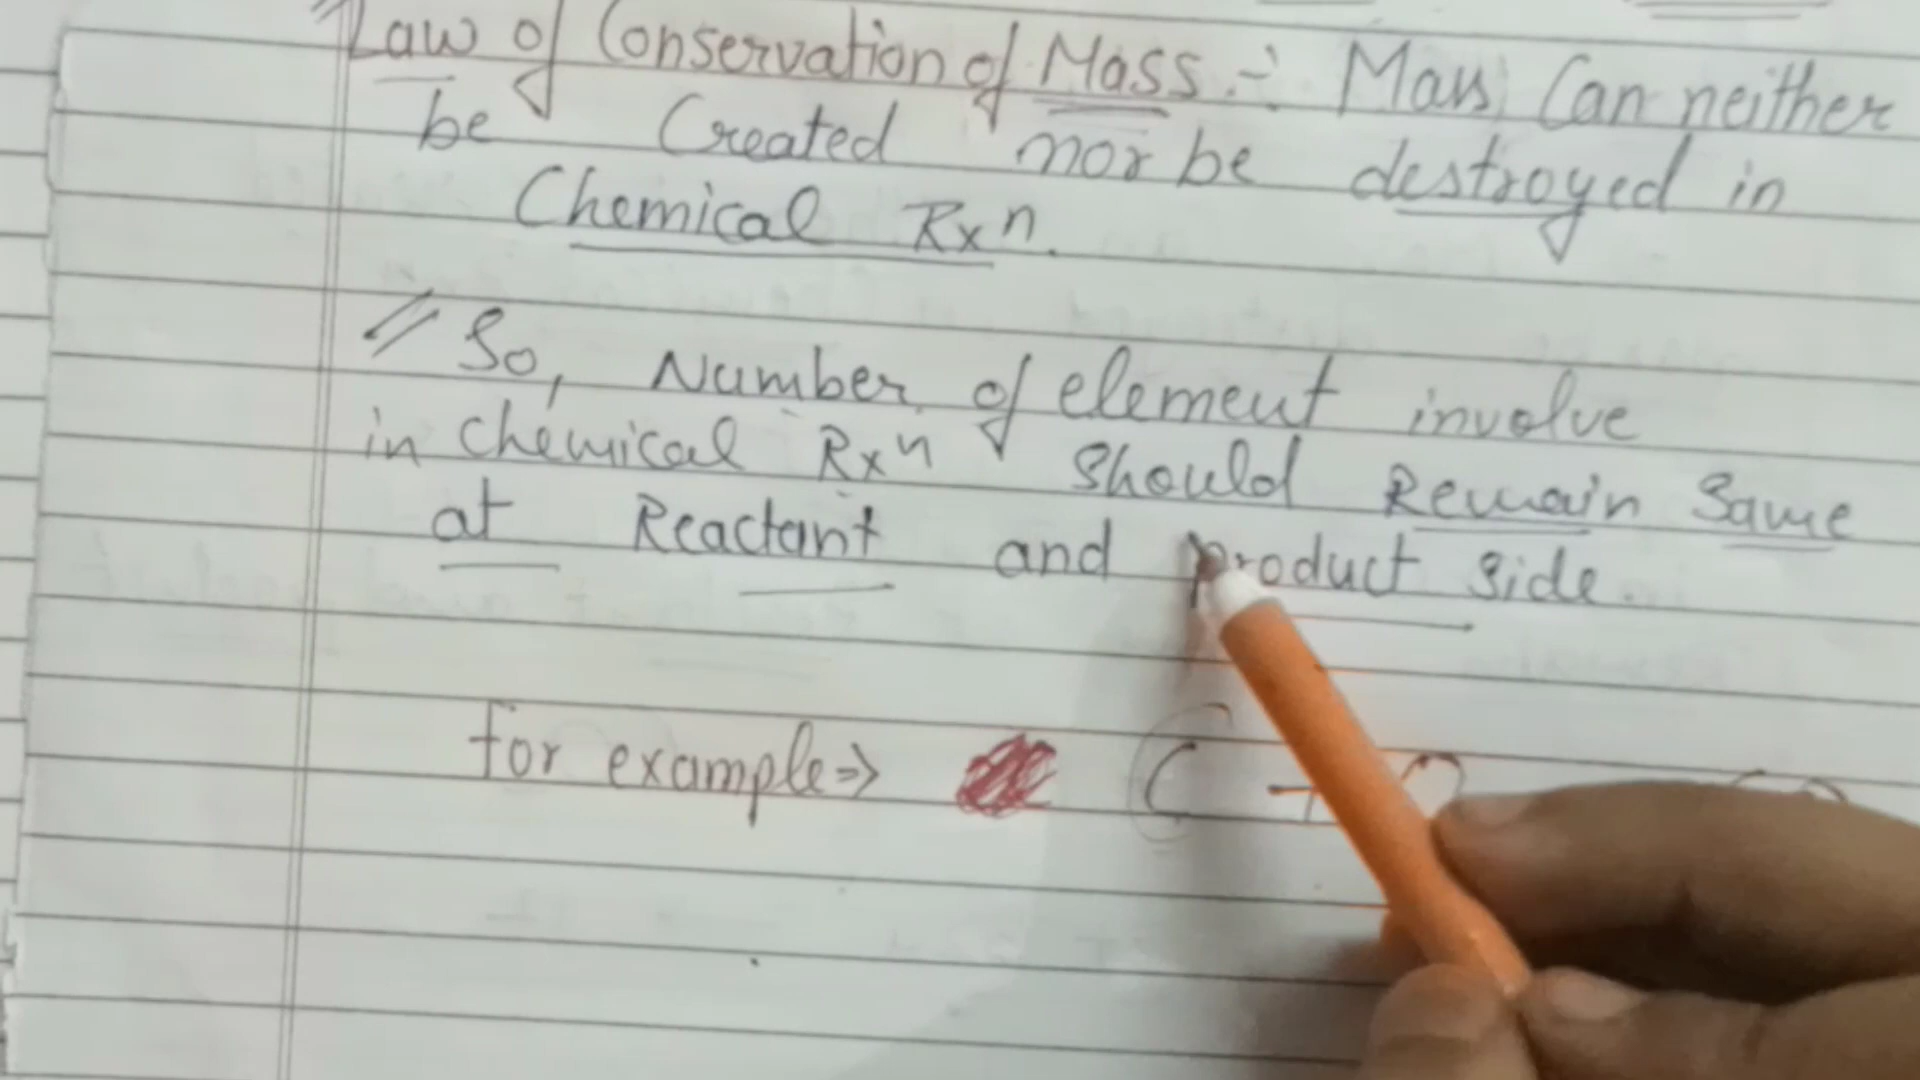 Law of Conservation of Mass :- Mass Can neither
be Created nor be destroyed in
Chemical Rxn.
So, Number of element involve
in chemical Rxn should Remain Same
at Reactant and product side.
for example => C +